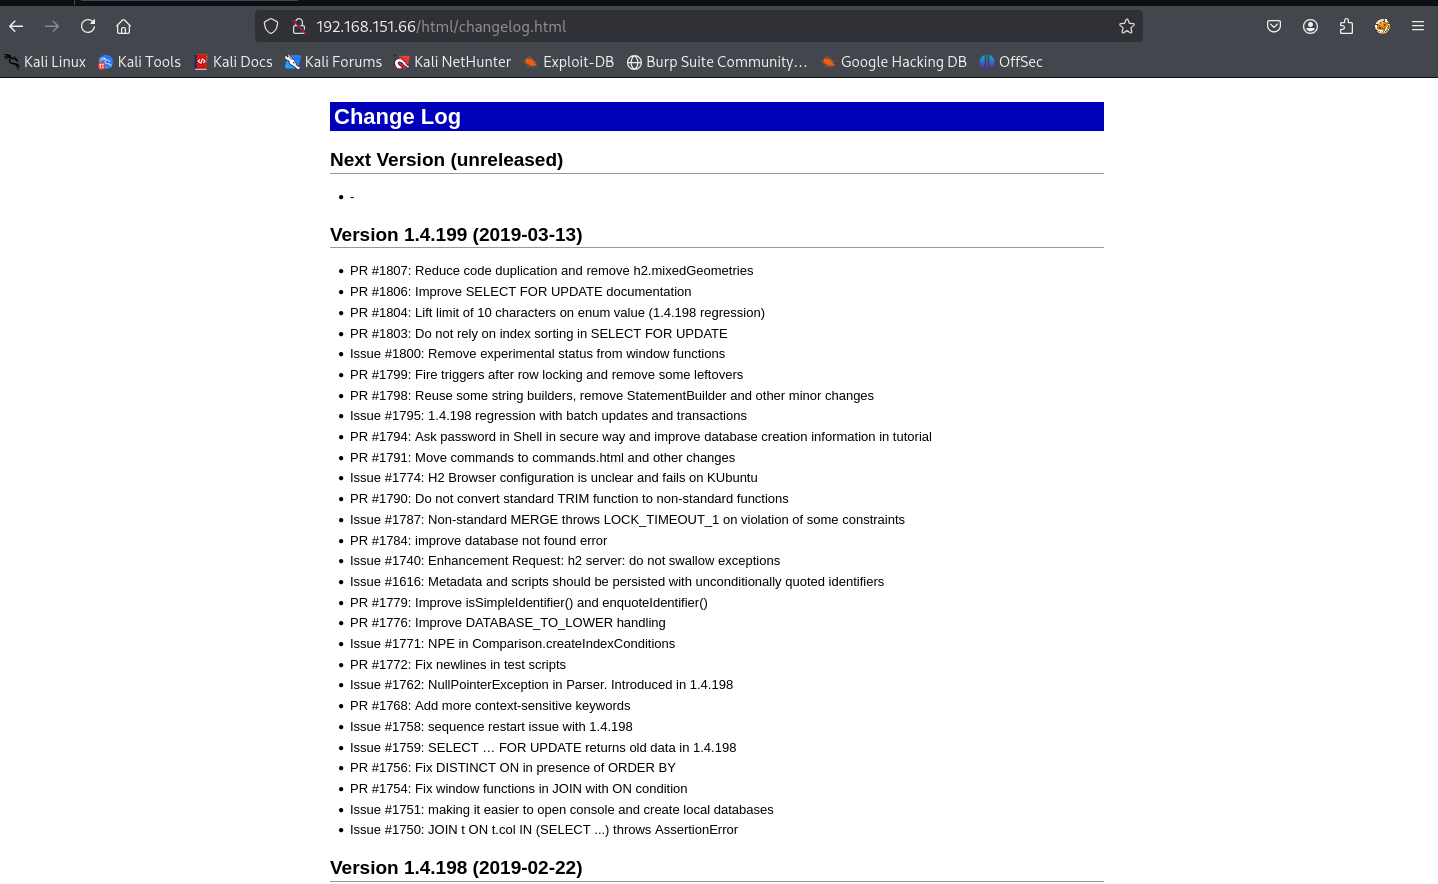 192.168.151.66/html/changelog.html
Kali Linux Kali Tools Kali Docs Kali Forums Kali NetHunter Exploit-DB Burp Suite Community… Google Hacking DB OffSec
Change Log
Next Version (unreleased)
-
Version 1.4.199 (2019-03-13)
PR #1807: Reduce code duplication and remove h2.mixedGeometries
PR #1806: Improve SELECT FOR UPDATE documentation
PR #1804: Lift limit of 10 characters on enum value (1.4.198 regression)
PR #1803: Do not rely on index sorting in SELECT FOR UPDATE
Issue #1800: Remove experimental status from window functions
PR #1799: Fire triggers after row locking and remove some leftovers
PR #1798: Reuse some string builders, remove StatementBuilder and other minor changes
Issue #1795: 1.4.198 regression with batch updates and transactions
PR #1794: Ask password in Shell in secure way and improve database creation information in tutorial
PR #1791: Move commands to commands.html and other changes
Issue #1774: H2 Browser configuration is unclear and fails on KUbuntu
PR #1790: Do not convert standard TRIM function to non-standard functions
Issue #1787: Non-standard MERGE throws LOCK_TIMEOUT_1 on violation of some constraints
PR #1784: improve database not found error
Issue #1740: Enhancement Request: h2 server: do not swallow exceptions
Issue #1616: Metadata and scripts should be persisted with unconditionally quoted identifiers
PR #1779: Improve isSimpleIdentifier() and enquoteIdentifier()
PR #1776: Improve DATABASE_TO_LOWER handling
Issue #1771: NPE in Comparison.createIndexConditions
PR #1772: Fix newlines in test scripts
Issue #1762: NullPointerException in Parser. Introduced in 1.4.198
PR #1768: Add more context-sensitive keywords
Issue #1758: sequence restart issue with 1.4.198
Issue #1759: SELECT … FOR UPDATE returns old data in 1.4.198
PR #1756: Fix DISTINCT ON in presence of ORDER BY
PR #1754: Fix window functions in JOIN with ON condition
Issue #1751: making it easier to open console and create local databases
Issue #1750: JOIN t ON t.col IN (SELECT ...) throws AssertionError
Version 1.4.198 (2019-02-22)